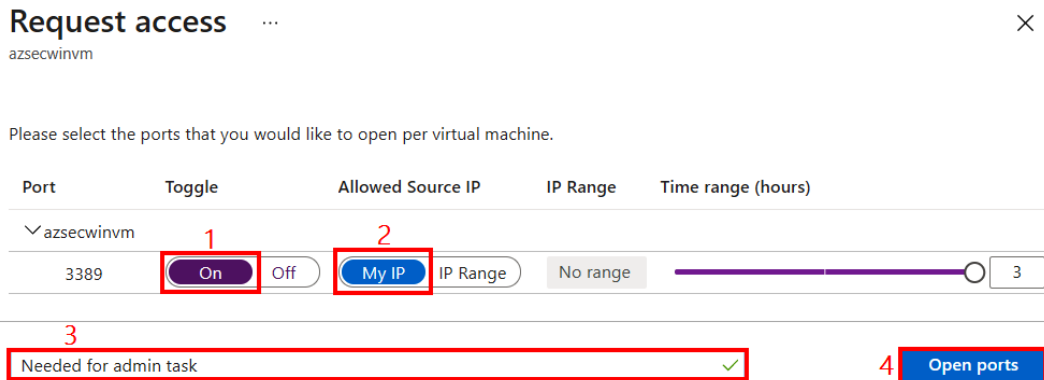 Request access ...
azsecwinvm
Please select the ports that you would like to open per virtual machine.
Port Toggle Allowed Source IP IP Range Time range (hours)
azsecwinvm
1 2
3389 On Off My IP IP Range No range 3
3
Needed for admin task 4 Open ports